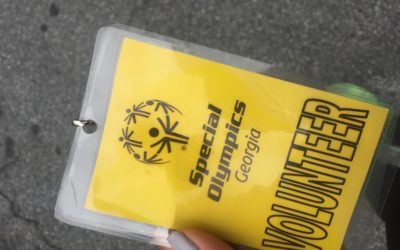 Special
Olympics
Georgia
VOLUNTEER